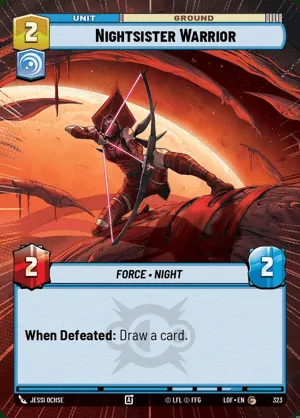 UNIT GROUND
2 NIGHTSISTER WARRIOR
2 FORCE • NIGHT 2
When Defeated: Draw a card.
JESSI OCHSE © LFL © FFG LOF • EN C 323